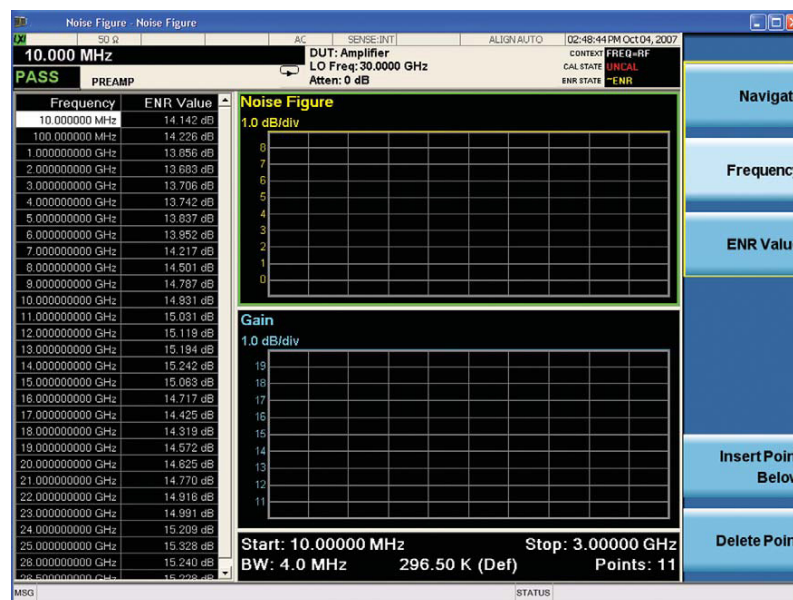 Noise Figure - Noise Figure
LXI 50 Ω AC SENSE:INT ALIGN AUTO 02:48:44 PM Oct 04, 2007
10.000 MHz
PASS PREAMP
DUT: Amplifier
LO Freq: 30.0000 GHz
Atten: 0 dB
CONTEXT FREQ=RF
CAL STATE UNCAL
ENR STATE ~ENR
Frequency ENR Value
10.000000 MHz 14.142 dB
100.000000 MHz 14.226 dB
1.000000000 GHz 13.856 dB
2.000000000 GHz 13.683 dB
3.000000000 GHz 13.706 dB
4.000000000 GHz 13.742 dB
5.000000000 GHz 13.837 dB
6.000000000 GHz 13.952 dB
7.000000000 GHz 14.217 dB
8.000000000 GHz 14.501 dB
9.000000000 GHz 14.787 dB
10.000000000 GHz 14.931 dB
11.000000000 GHz 15.031 dB
12.000000000 GHz 15.119 dB
13.000000000 GHz 15.194 dB
14.000000000 GHz 15.242 dB
15.000000000 GHz 15.063 dB
16.000000000 GHz 14.717 dB
17.000000000 GHz 14.425 dB
18.000000000 GHz 14.319 dB
19.000000000 GHz 14.572 dB
20.000000000 GHz 14.625 dB
21.000000000 GHz 14.770 dB
22.000000000 GHz 14.916 dB
23.000000000 GHz 14.991 dB
24.000000000 GHz 15.209 dB
25.000000000 GHz 15.328 dB
26.000000000 GHz 15.240 dB
26.500000000 GHz 15.228 dB
Noise Figure
1.0 dB/div
8
7
6
5
4
3
2
1
0
Gain
1.0 dB/div
19
18
17
16
15
14
13
12
11
Start: 10.00000 MHz Stop: 3.00000 GHz
BW: 4.0 MHz 296.50 K (Def) Points: 11
Navigat
Frequenc
ENR Valu
Insert Poin
Belov
Delete Poin
MSG STATUS